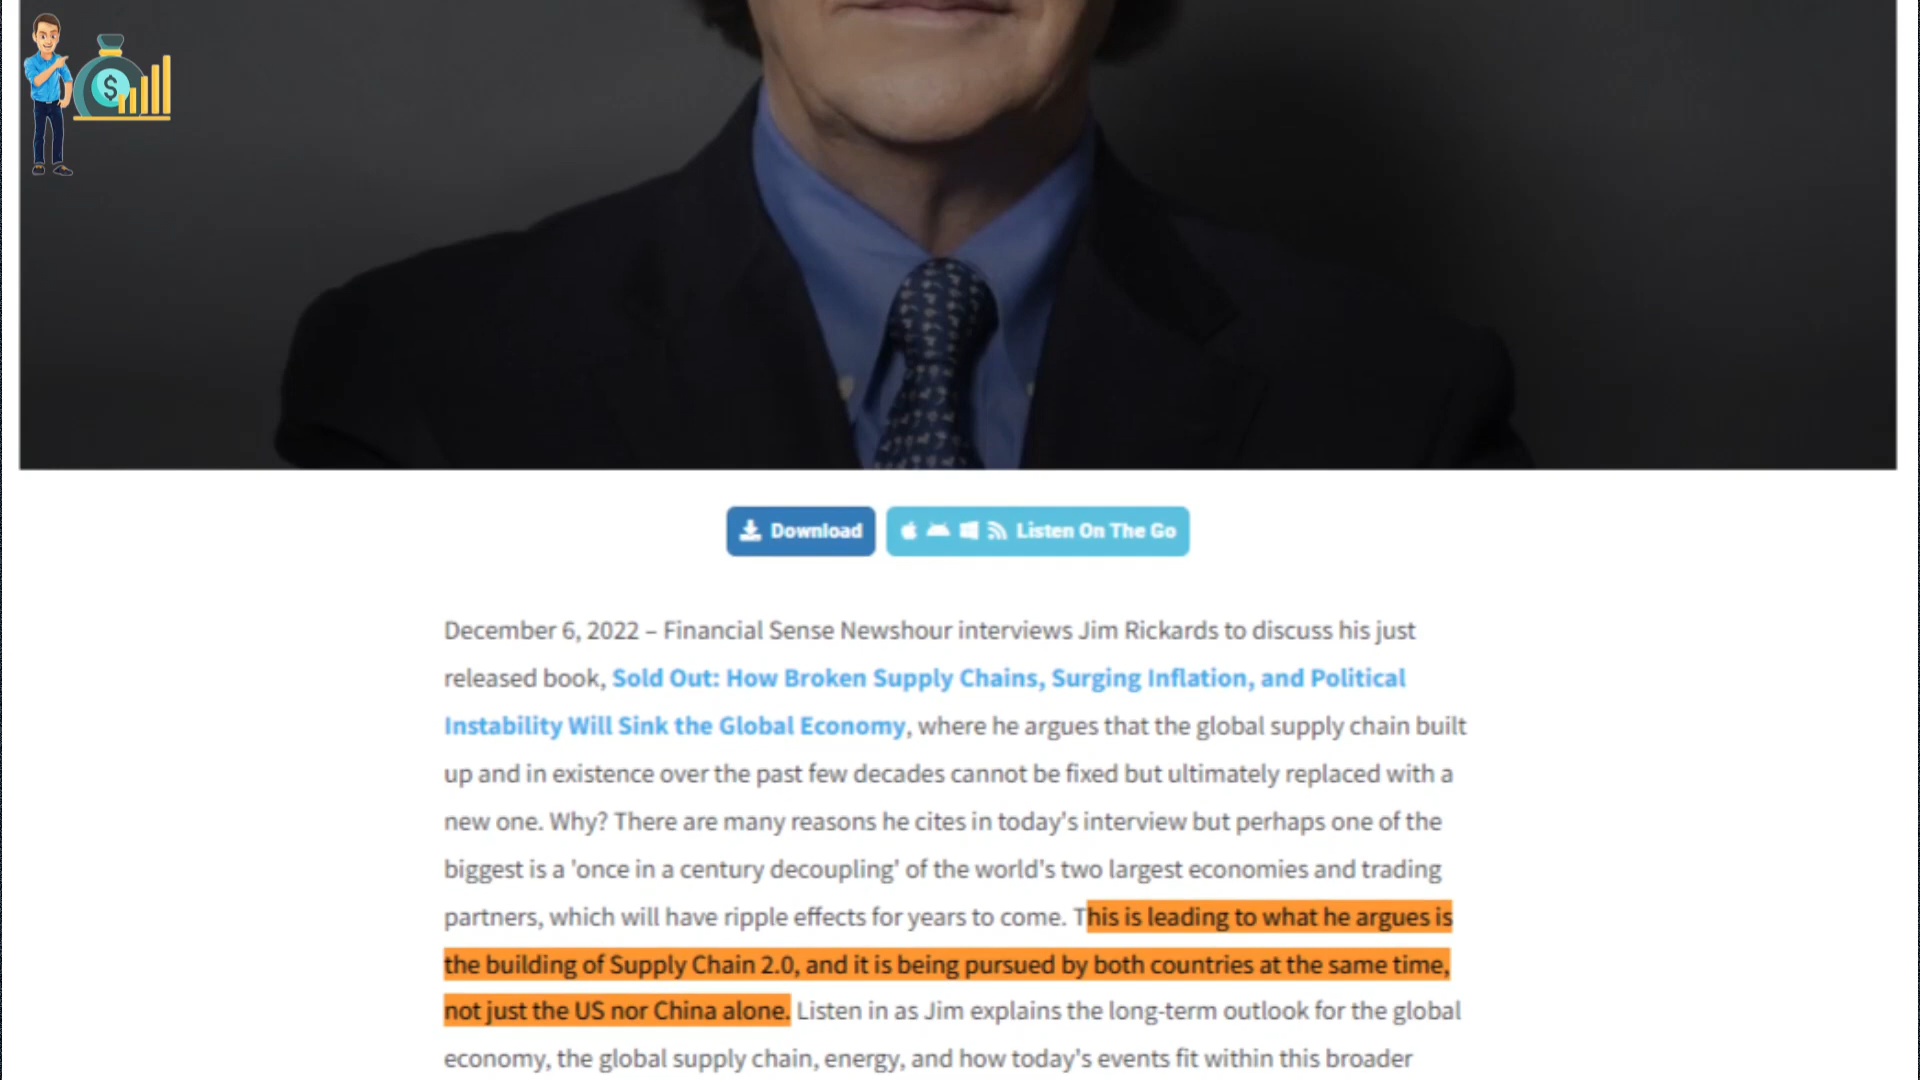 $
Download
Listen On The Go
December 6, 2022 – Financial Sense Newshour interviews Jim Rickards to discuss his just
released book, Sold Out: How Broken Supply Chains, Surging Inflation, and Political
Instability Will Sink the Global Economy, where he argues that the global supply chain built
up and in existence over the past few decades cannot be fixed but ultimately replaced with a
new one. Why? There are many reasons he cites in today's interview but perhaps one of the
biggest is a 'once in a century decoupling' of the world's two largest economies and trading
partners, which will have ripple effects for years to come. This is leading to what he argues is
the building of Supply Chain 2.0, and it is being pursued by both countries at the same time,
not just the US nor China alone. Listen in as Jim explains the long-term outlook for the global
economy, the global supply chain, energy, and how today's events fit within this broader